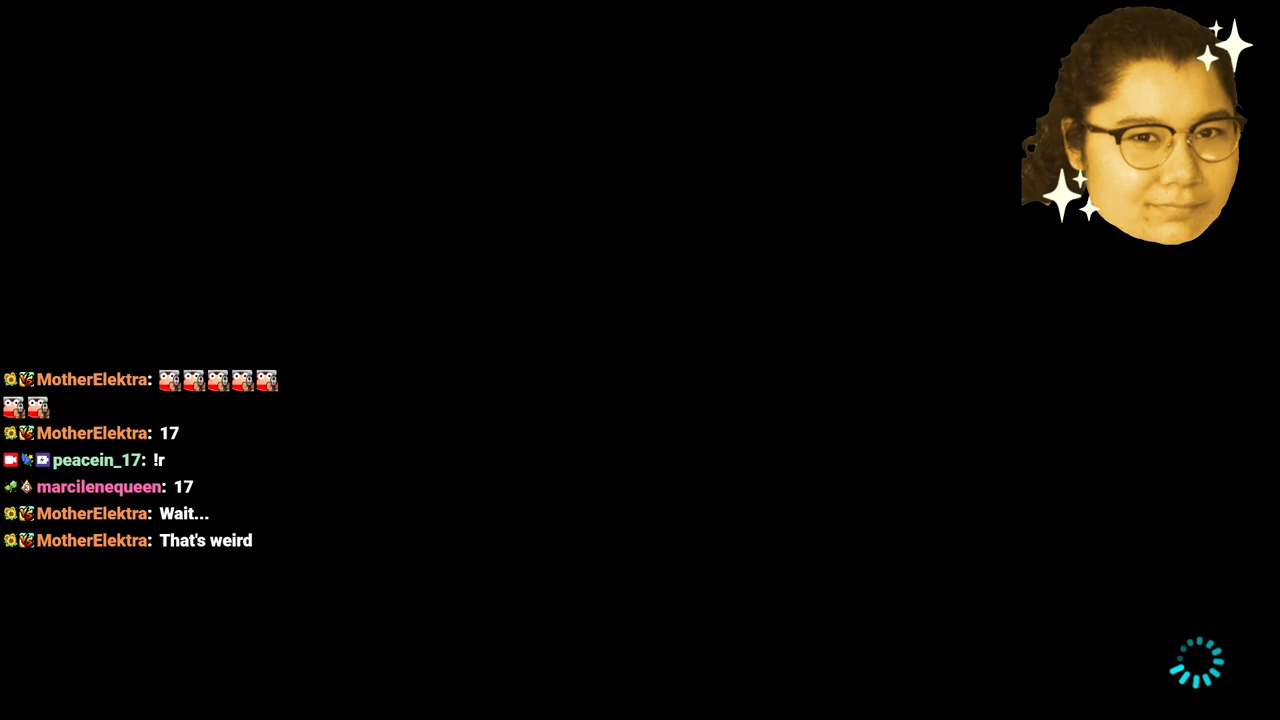 MotherElektra:
MotherElektra: 17
peacein_17: !r
marcilenequeen: 17
MotherElektra: Wait...
MotherElektra: That's weird